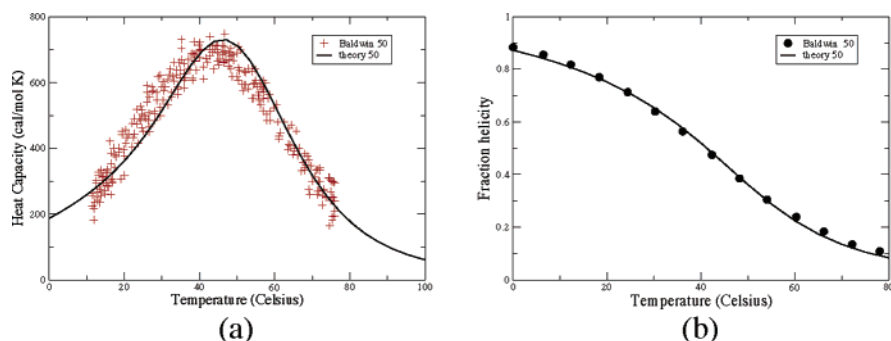 800
600
400
200
0
Heat Capacity (cal/mol K)
0 20 40 60 80 100
Temperature (Celsius)
Baldwin 50
theory 50
(a)
1
0.8
0.6
0.4
0.2
0
Fraction helicity
0 20 40 60 80
Temperature (Celsius)
Baldwin 50
theory 50
(b)